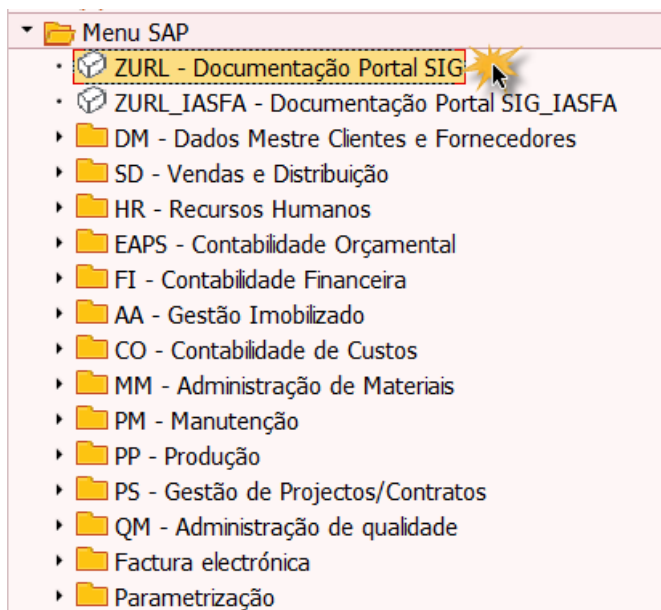 Menu SAP
ZURL - Documentação Portal SIG
ZURL_IASFA - Documentação Portal SIG_IASFA
DM - Dados Mestre Clientes e Fornecedores
SD - Vendas e Distribuição
HR - Recursos Humanos
EAPS - Contabilidade Orçamental
FI - Contabilidade Financeira
AA - Gestão Imobilizado
CO - Contabilidade de Custos
MM - Administração de Materiais
PM - Manutenção
PP - Produção
PS - Gestão de Projectos/Contratos
QM - Administração de qualidade
Factura electrónica
Parametrização